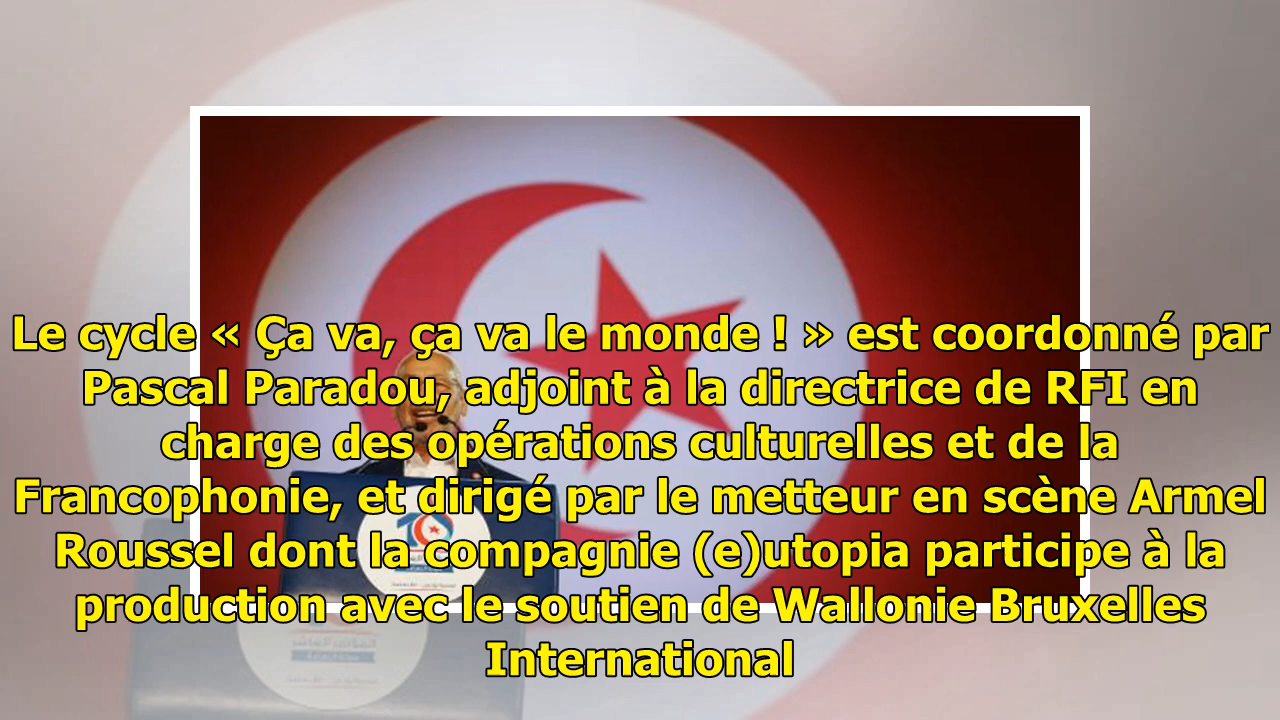 Le cycle « Ça va, ça va le monde ! » est coordonné par
Pascal Paradou, adjoint à la directrice de RFI en
charge des opérations culturelles et de la
Francophonie, et dirigé par le metteur en scène Armel
Roussel dont la compagnie (e)utopia participe à la
production avec le soutien de Wallonie Bruxelles
International